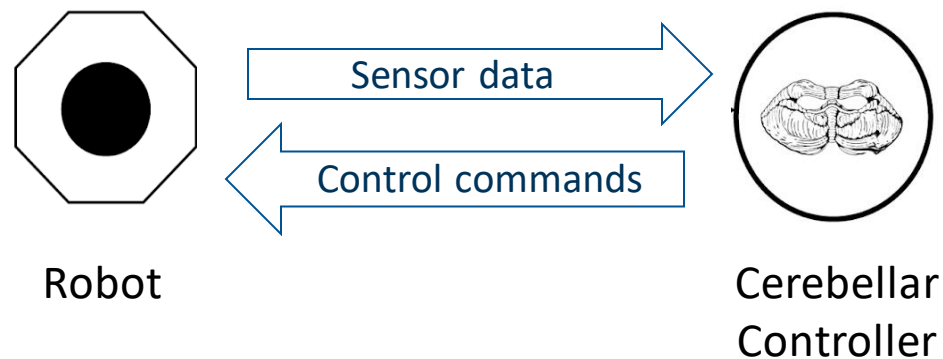 Sensor data
Control commands
Robot
Cerebellar
Controller